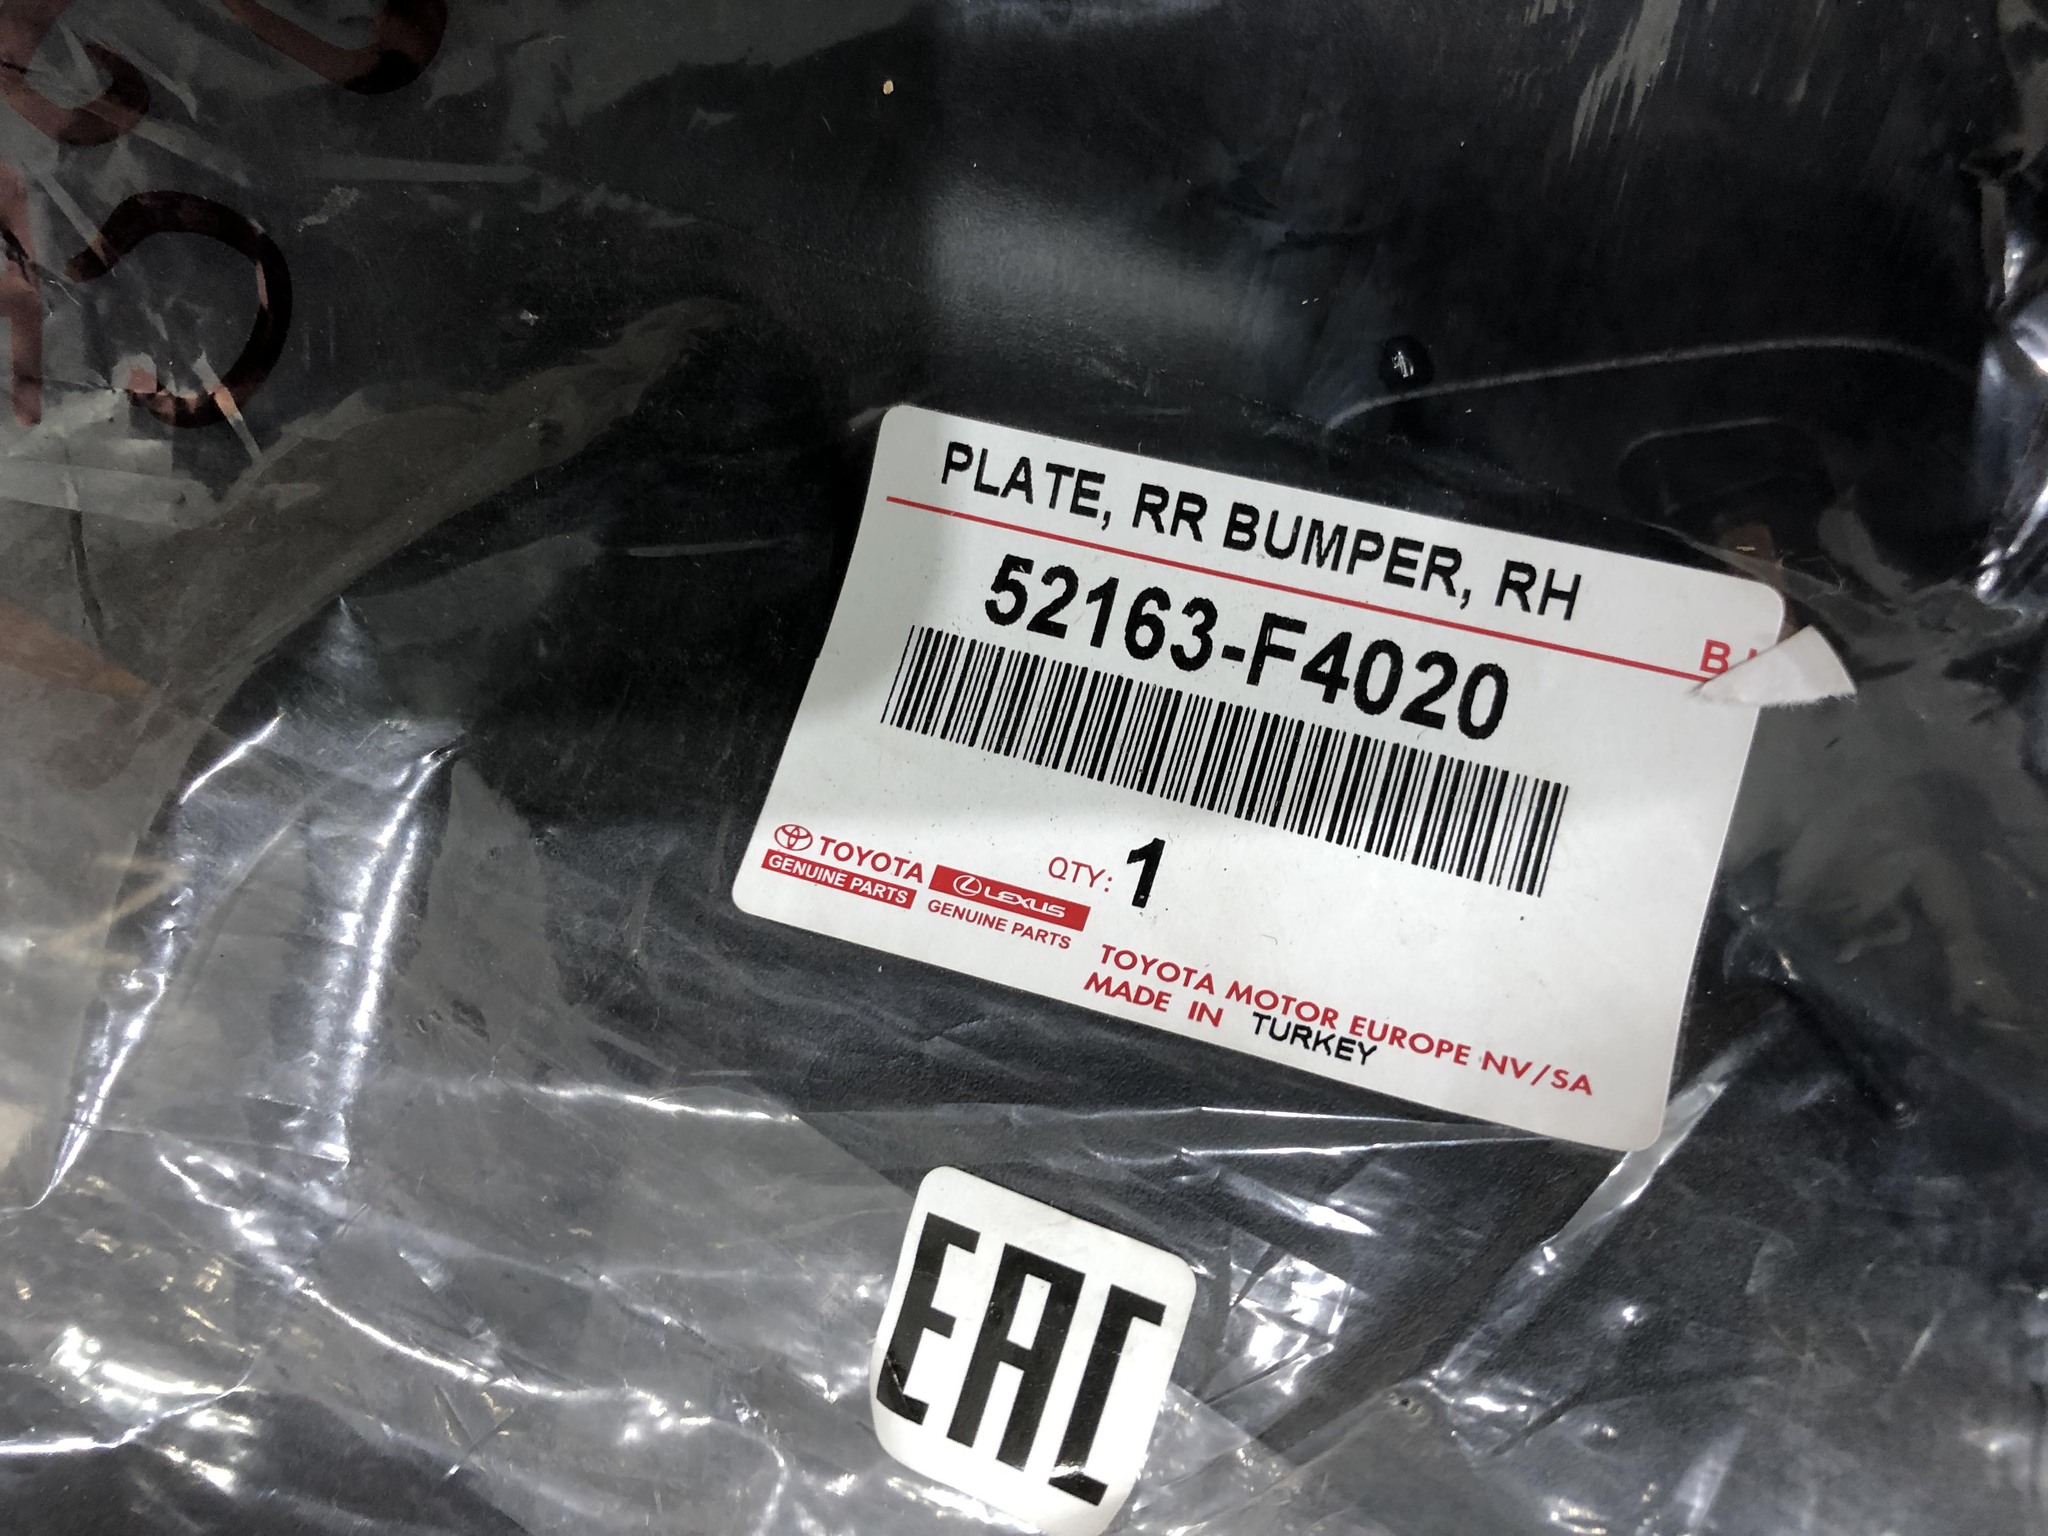 PLATE, RR BUMPER, RH
B
52163-F4020
TOYOTA
GENUINE PARTS
LEXUS
GENUINE PARTS
QTY: 1
TOYOTA MOTOR EUROPE NV/SA
MADE IN TURKEY
EAC